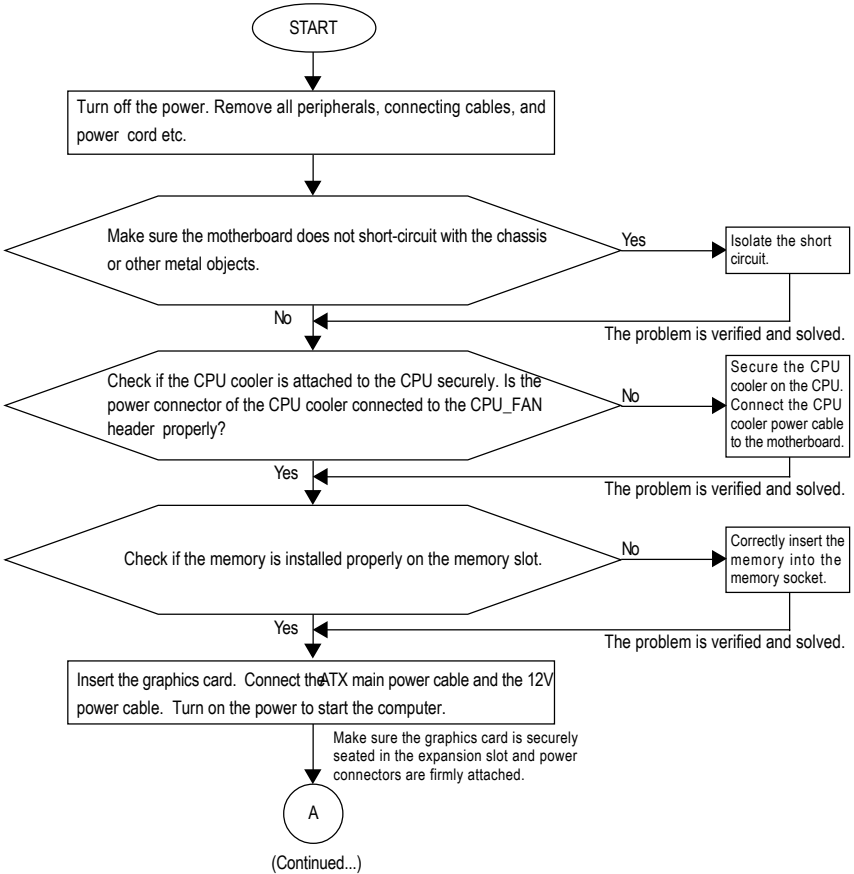 START
Turn off the power. Remove all peripherals, connecting cables, and
power cord etc.
Make sure the motherboard does not short-circuit with the chassis
or other metal objects.
Yes
Isolate the short
circuit.
No
The problem is verified and solved.
Check if the CPU cooler is attached to the CPU securely. Is the
power connector of the CPU cooler connected to the CPU_FAN
header properly?
No
Secure the CPU
cooler on the CPU.
Connect the CPU
cooler power cable
to the motherboard.
Yes
The problem is verified and solved.
Check if the memory is installed properly on the memory slot.
No
Correctly insert the
memory into the
memory socket.
Yes
The problem is verified and solved.
Insert the graphics card. Connect the ATX main power cable and the 12V
power cable. Turn on the power to start the computer.
Make sure the graphics card is securely
seated in the expansion slot and power
connectors are firmly attached.
A
(Continued...)